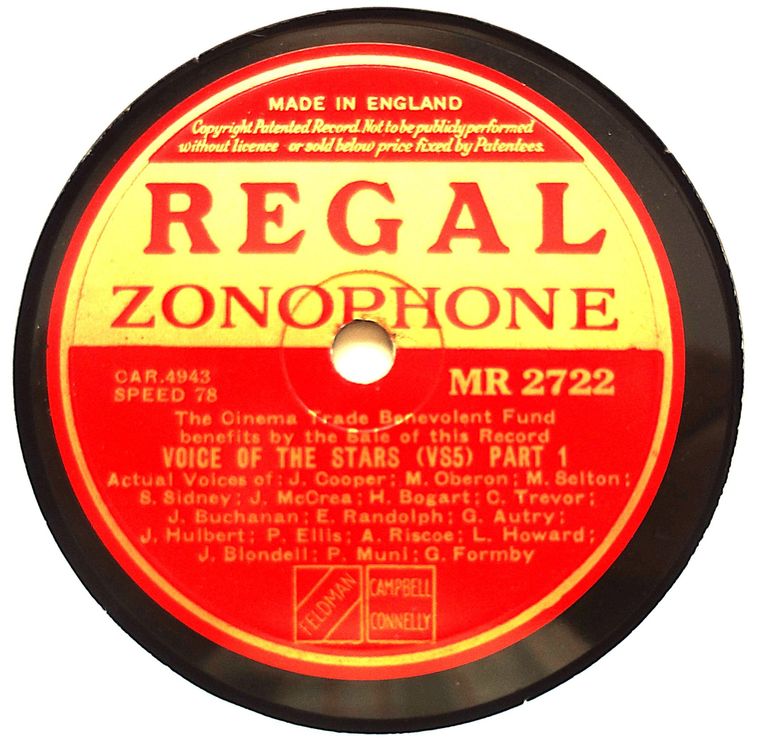 MADE IN ENGLAND
Copyright Patented Record. Not to be publicly performed
without licence or sold below price fixed by Patentees.
REGAL
ZONOPHONE
CAR.4943
SPEED 78
MR 2722
The Cinema Trade Benevolent Fund
benefits by the Sale of this Record
VOICE OF THE STARS (VS5) PART 1
Actual Voices of: J. Cooper; M. Oberon; M. Selton;
S. Sidney; J. McCrea; H. Bogart; C. Trevor;
J. Buchanan; E. Randolph; G. Autry;
J. Hulbert; P. Ellis; A. Riscoe; L. Howard;
J. Blondell; P. Muni; G. Formby
FELDMAN
CAMPBELL
CONNELLY